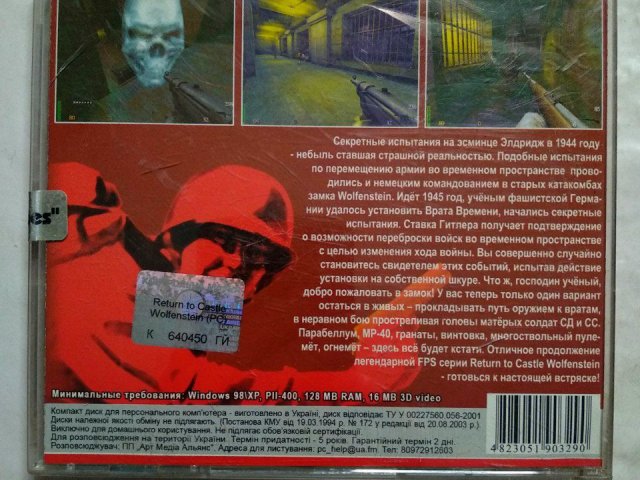 Секретные испытания на эсминце Элдридж в 1944 году
- небыль ставшая страшной реальностью. Подобные испытания
по перемещению армии во временном пространстве прово-
дились и немецким командованием в старых катакомбах
замка Wolfenstein. Идёт 1945 год, учёным фашистской Герма-
нии удалось установить Врата Времени, начались секретные
испытания. Ставка Гитлера получает подтверждение
о возможности переброски войск во временном пространстве
с целью изменения хода войны. Вы совершенно случайно
становитесь свидетелем этих событий, испытав действие
установки на собственной шкуре. Что ж, господин учёный,
добро пожаловать в замок! У вас теперь только один вариант
остаться в живых – прокладывать путь оружием к вратам,
в неравном бою простреливая головы матёрых солдат СД и СС.
Парабеллум, МР-40, гранаты, винтовка, многоствольный пуле-
мёт, огнемёт – здесь всё будет кстати. Отличное продолжение
легендарной FPS серии Return to Castle Wolfenstein
- готовься к настоящей встряске!
es"
Return to Castle
Wolfenstein (PC)
К 640450 ГИ
Минимальные требования: Windows 98\XP, PII-400, 128 MB RAM, 16 MB 3D video
Компакт диск для персонального комп'ютера - виготовлено в Україні, диск відповідає ТУ У 00227560.056-2001
Диски належної якості обміну не підлягають. (Постанова КМУ від 19.03.1994 р. № 172 у редакції від 20.08.2003 р.).
Виключно для домашнього користування. Не підлягає обов'язковій сертифікації.
Для розповсюдження на території України. Термін придатності - 5 років. Гарантійний термін 2 дні.
Розповсюджувач: ПП „Арт Медіа Альянс". Адреса для листування: pc_help@ua.fm Тел: 80972912603
4823051903290